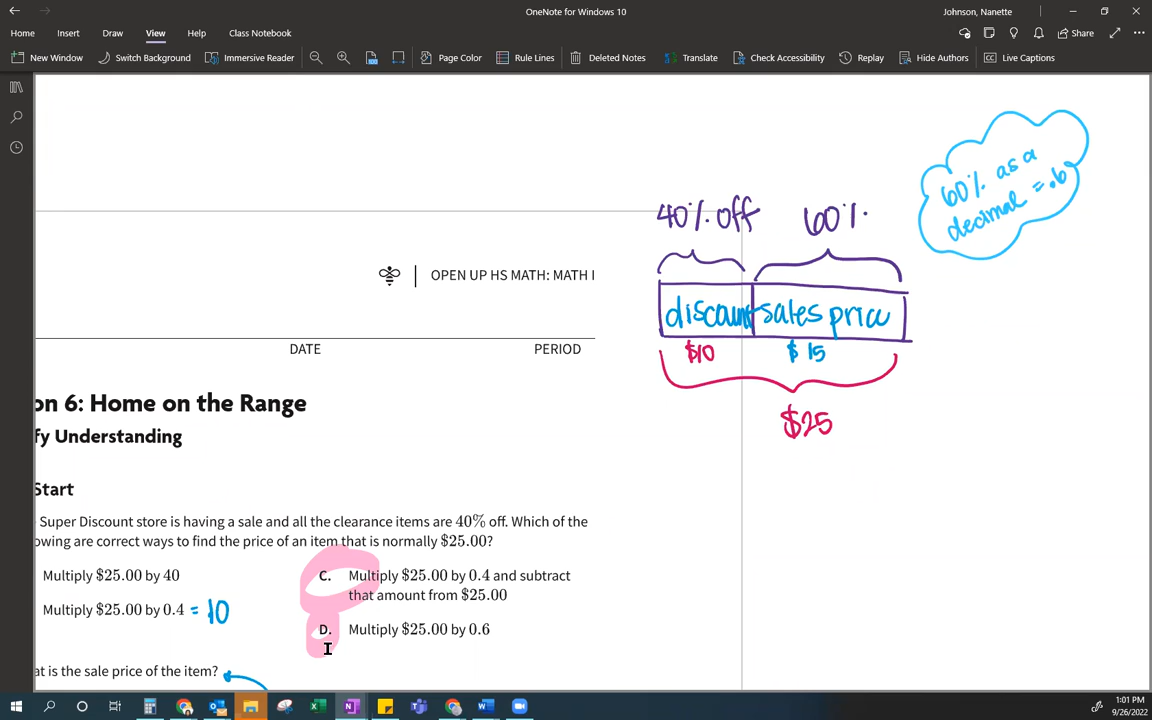 OneNote for Windows 10
Johnson, Nanette
Home Insert Draw View Help Class Notebook
Share
New Window Switch Background Immersive Reader Page Color Rule Lines Deleted Notes Translate Check Accessibility Replay Hide Authors Live Captions
60% as a
decimal = .6
40% off 60%
OPEN UP HS MATH: MATH I
discount sales price
DATE PERIOD
$10 $15
on 6: Home on the Range
$25
fy Understanding
Start
Super Discount store is having a sale and all the clearance items are 40% off. Which of the
owing are correct ways to find the price of an item that is normally $25.00?
Multiply $25.00 by 40
C. Multiply $25.00 by 0.4 and subtract
that amount from $25.00
Multiply $25.00 by 0.4 = 10
D. Multiply $25.00 by 0.6
at is the sale price of the item?
1:01 PM
9/26/2022